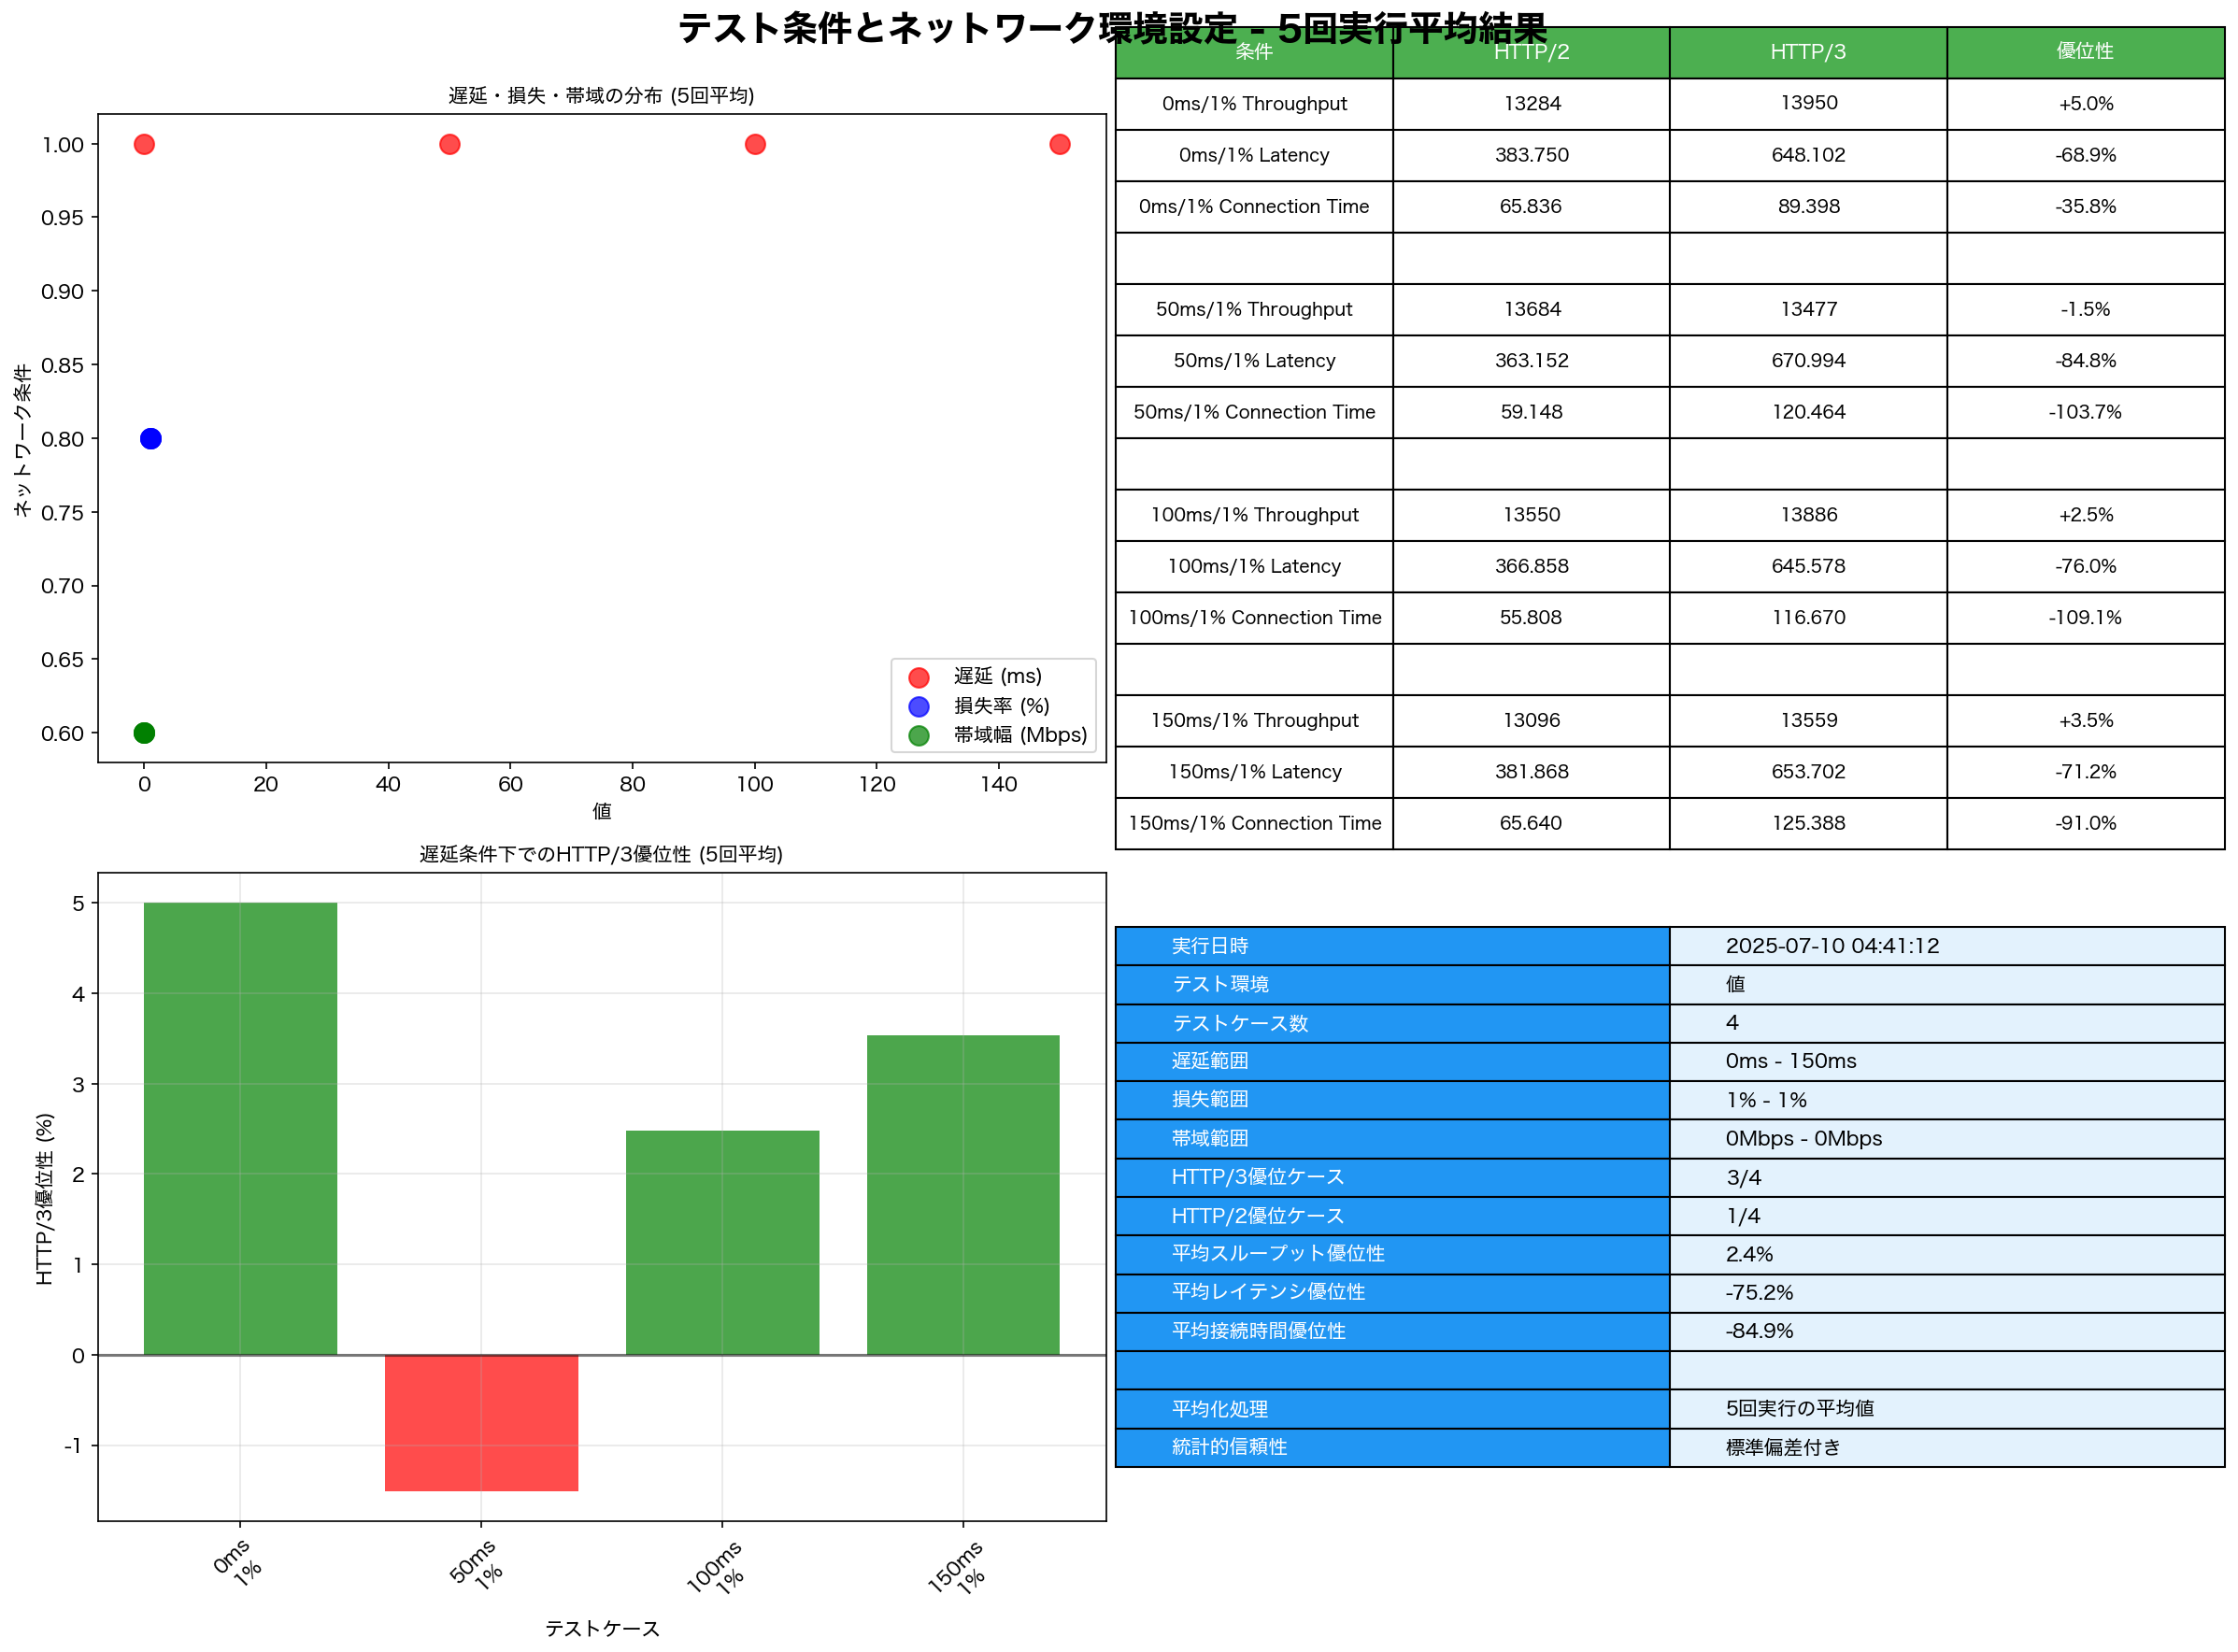 テスト条件とネットワーク環境設定 - 5回実行平均結果
遅延・損失・帯域の分布 (5回平均)
ネットワーク条件
1.00
0.95
0.90
0.85
0.80
0.75
0.70
0.65
0.60
0 20 40 60 80 100 120 140
値
遅延 (ms)
損失率 (%)
帯域幅 (Mbps)
条件 HTTP/2 HTTP/3 優位性
0ms/1% Throughput 13284 13950 +5.0%
0ms/1% Latency 383.750 648.102 -68.9%
0ms/1% Connection Time 65.836 89.398 -35.8%
50ms/1% Throughput 13684 13477 -1.5%
50ms/1% Latency 363.152 670.994 -84.8%
50ms/1% Connection Time 59.148 120.464 -103.7%
100ms/1% Throughput 13550 13886 +2.5%
100ms/1% Latency 366.858 645.578 -76.0%
100ms/1% Connection Time 55.808 116.670 -109.1%
150ms/1% Throughput 13096 13559 +3.5%
150ms/1% Latency 381.868 653.702 -71.2%
150ms/1% Connection Time 65.640 125.388 -91.0%
遅延条件下でのHTTP/3優位性 (5回平均)
HTTP/3優位性 (%)
5
4
3
2
1
0
-1
0ms
1%
50ms
1%
100ms
1%
150ms
1%
テストケース
実行日時 2025-07-10 04:41:12
テスト環境 値
テストケース数 4
遅延範囲 0ms - 150ms
損失範囲 1% - 1%
帯域範囲 0Mbps - 0Mbps
HTTP/3優位ケース 3/4
HTTP/2優位ケース 1/4
平均スループット優位性 2.4%
平均レイテンシ優位性 -75.2%
平均接続時間優位性 -84.9%
平均化処理 5回実行の平均値
統計的信頼性 標準偏差付き